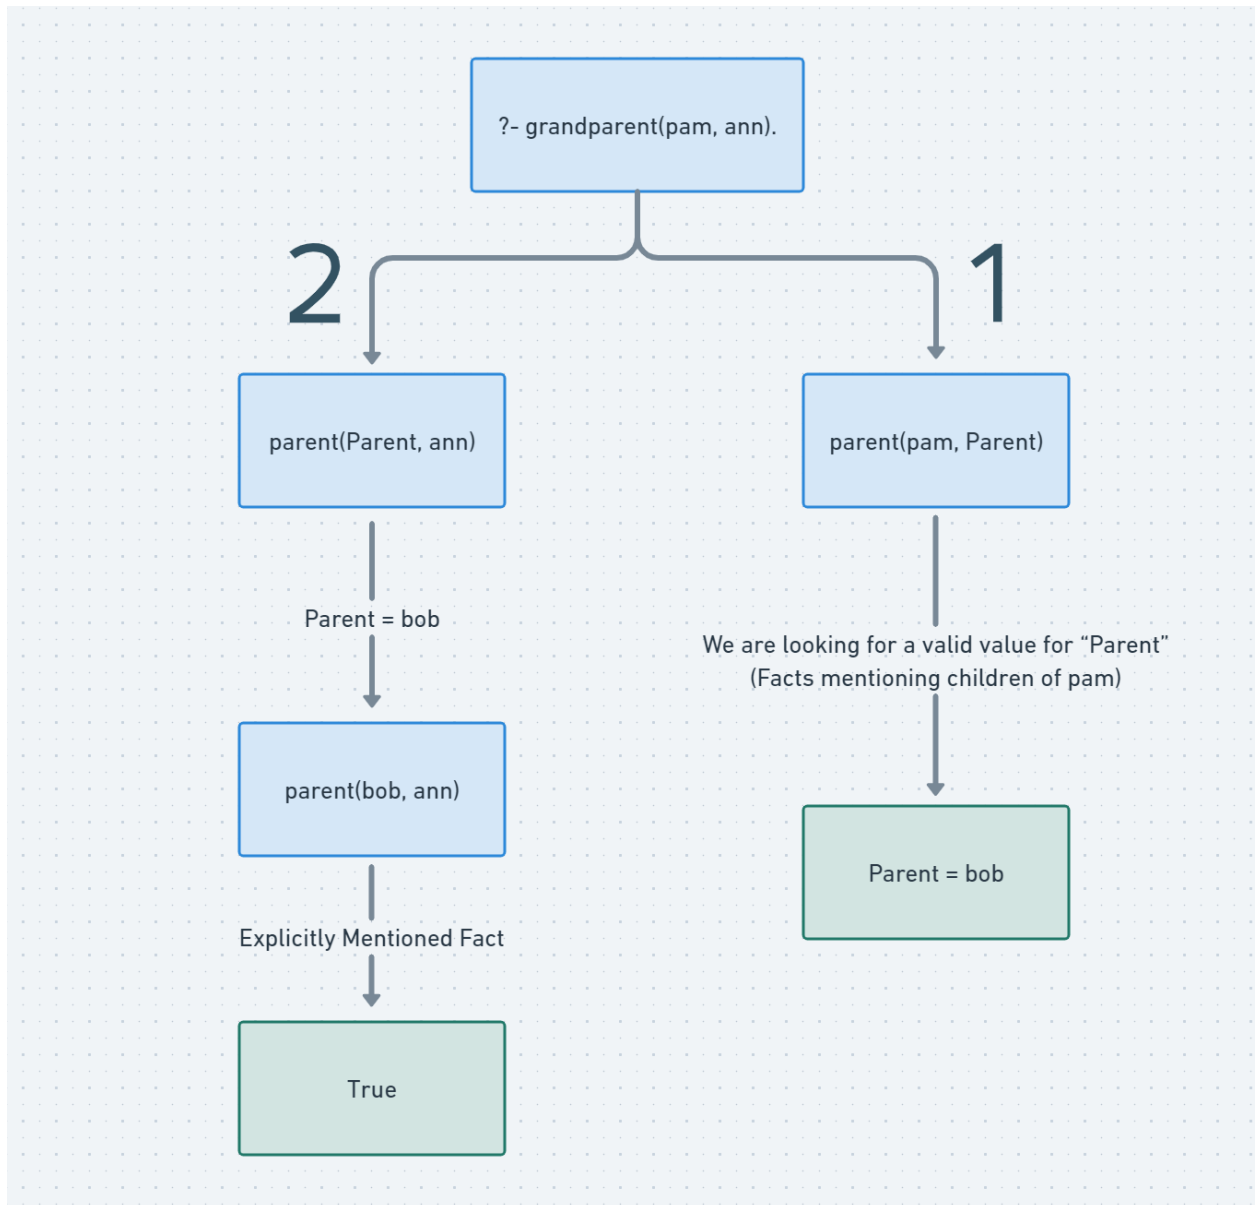 ?- grandparent(pam, ann).
2
1
parent(Parent, ann)
parent(pam, Parent)
Parent = bob
We are looking for a valid value for “Parent”
(Facts mentioning children of pam)
parent(bob, ann)
Parent = bob
Explicitly Mentioned Fact
True